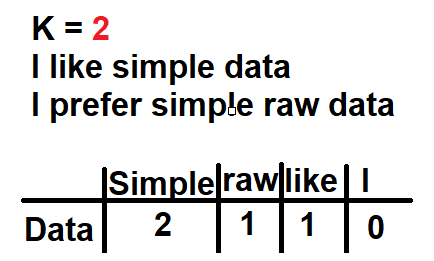 K = 2
I like simple data
I prefer simple raw data
Simple raw like I
Data 2 1 1 0